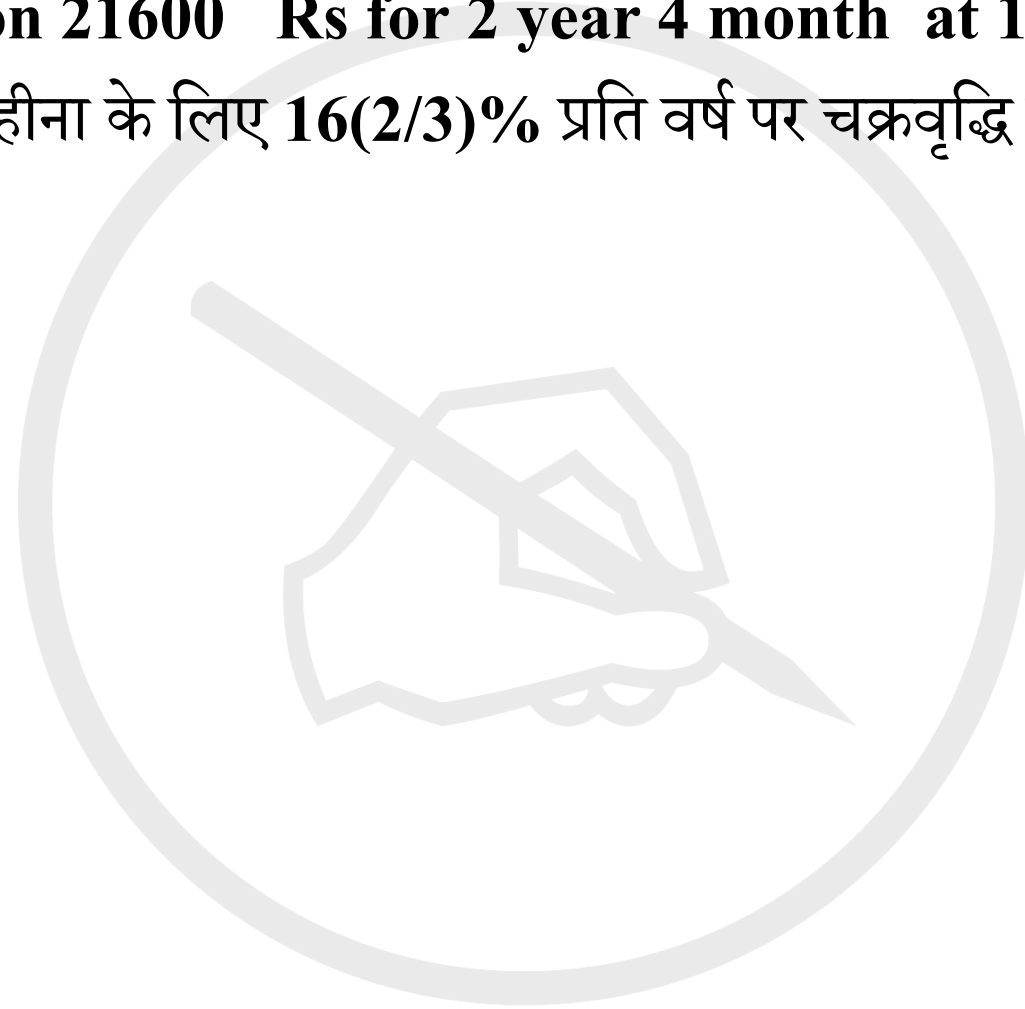 on 21600 Rs for 2 year 4 month at 1
हीना के लिए 16(2/3)% प्रति वर्ष पर चक्रवृद्धि